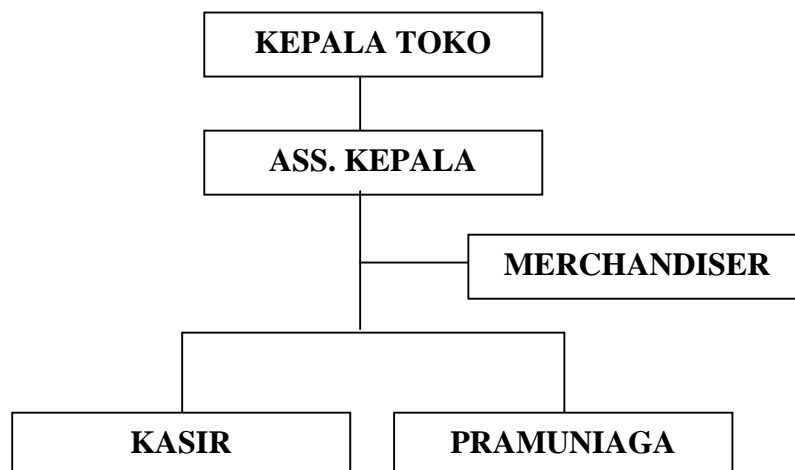 KEPALA TOKO
ASS. KEPALA
MERCHANDISER
KASIR
PRAMUNIAGA